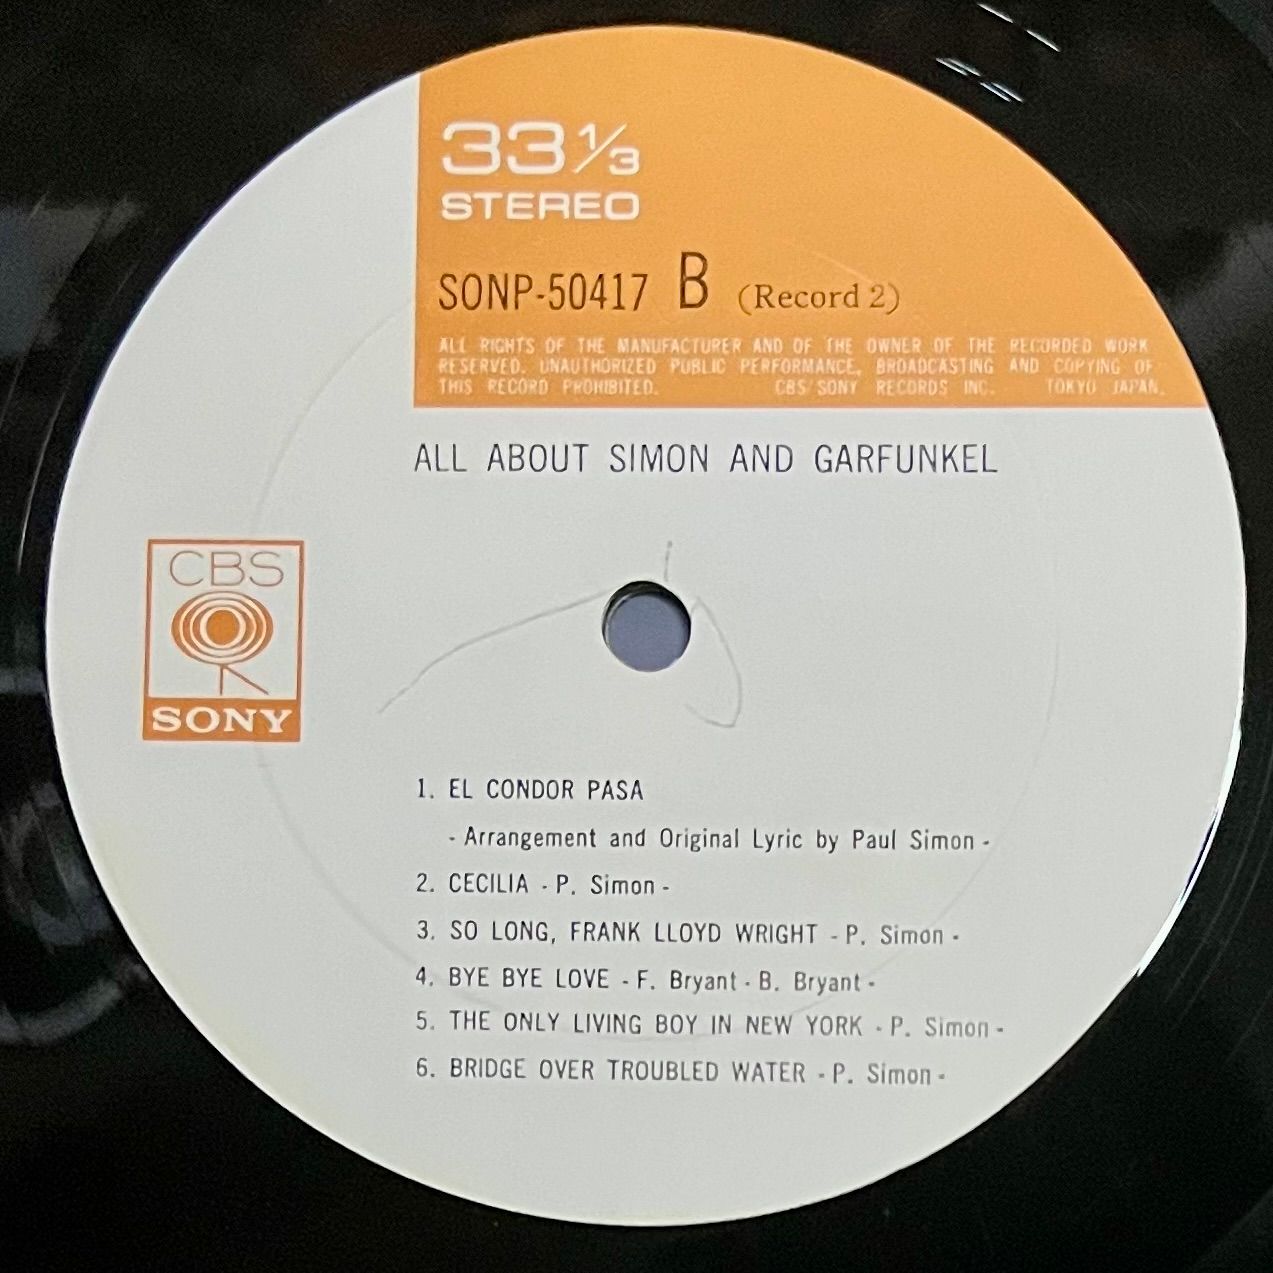 33 1/3
STEREO
SONP-50417 B (Record 2)
ALL RIGHTS OF THE MANUFACTURER AND OF THE OWNER OF THE RECORDED WORK
RESERVED. UNAUTHORIZED PUBLIC PERFORMANCE, BROADCASTING AND COPYING OF
THIS RECORD PROHIBITED. CBS/SONY RECORDS INC. TOKYO JAPAN.
ALL ABOUT SIMON AND GARFUNKEL
CBS
SONY
1. EL CONDOR PASA
- Arrangement and Original Lyric by Paul Simon -
2. CECILIA - P. Simon -
3. SO LONG, FRANK LLOYD WRIGHT - P. Simon -
4. BYE BYE LOVE - F. Bryant - B. Bryant -
5. THE ONLY LIVING BOY IN NEW YORK - P. Simon -
6. BRIDGE OVER TROUBLED WATER - P. Simon -